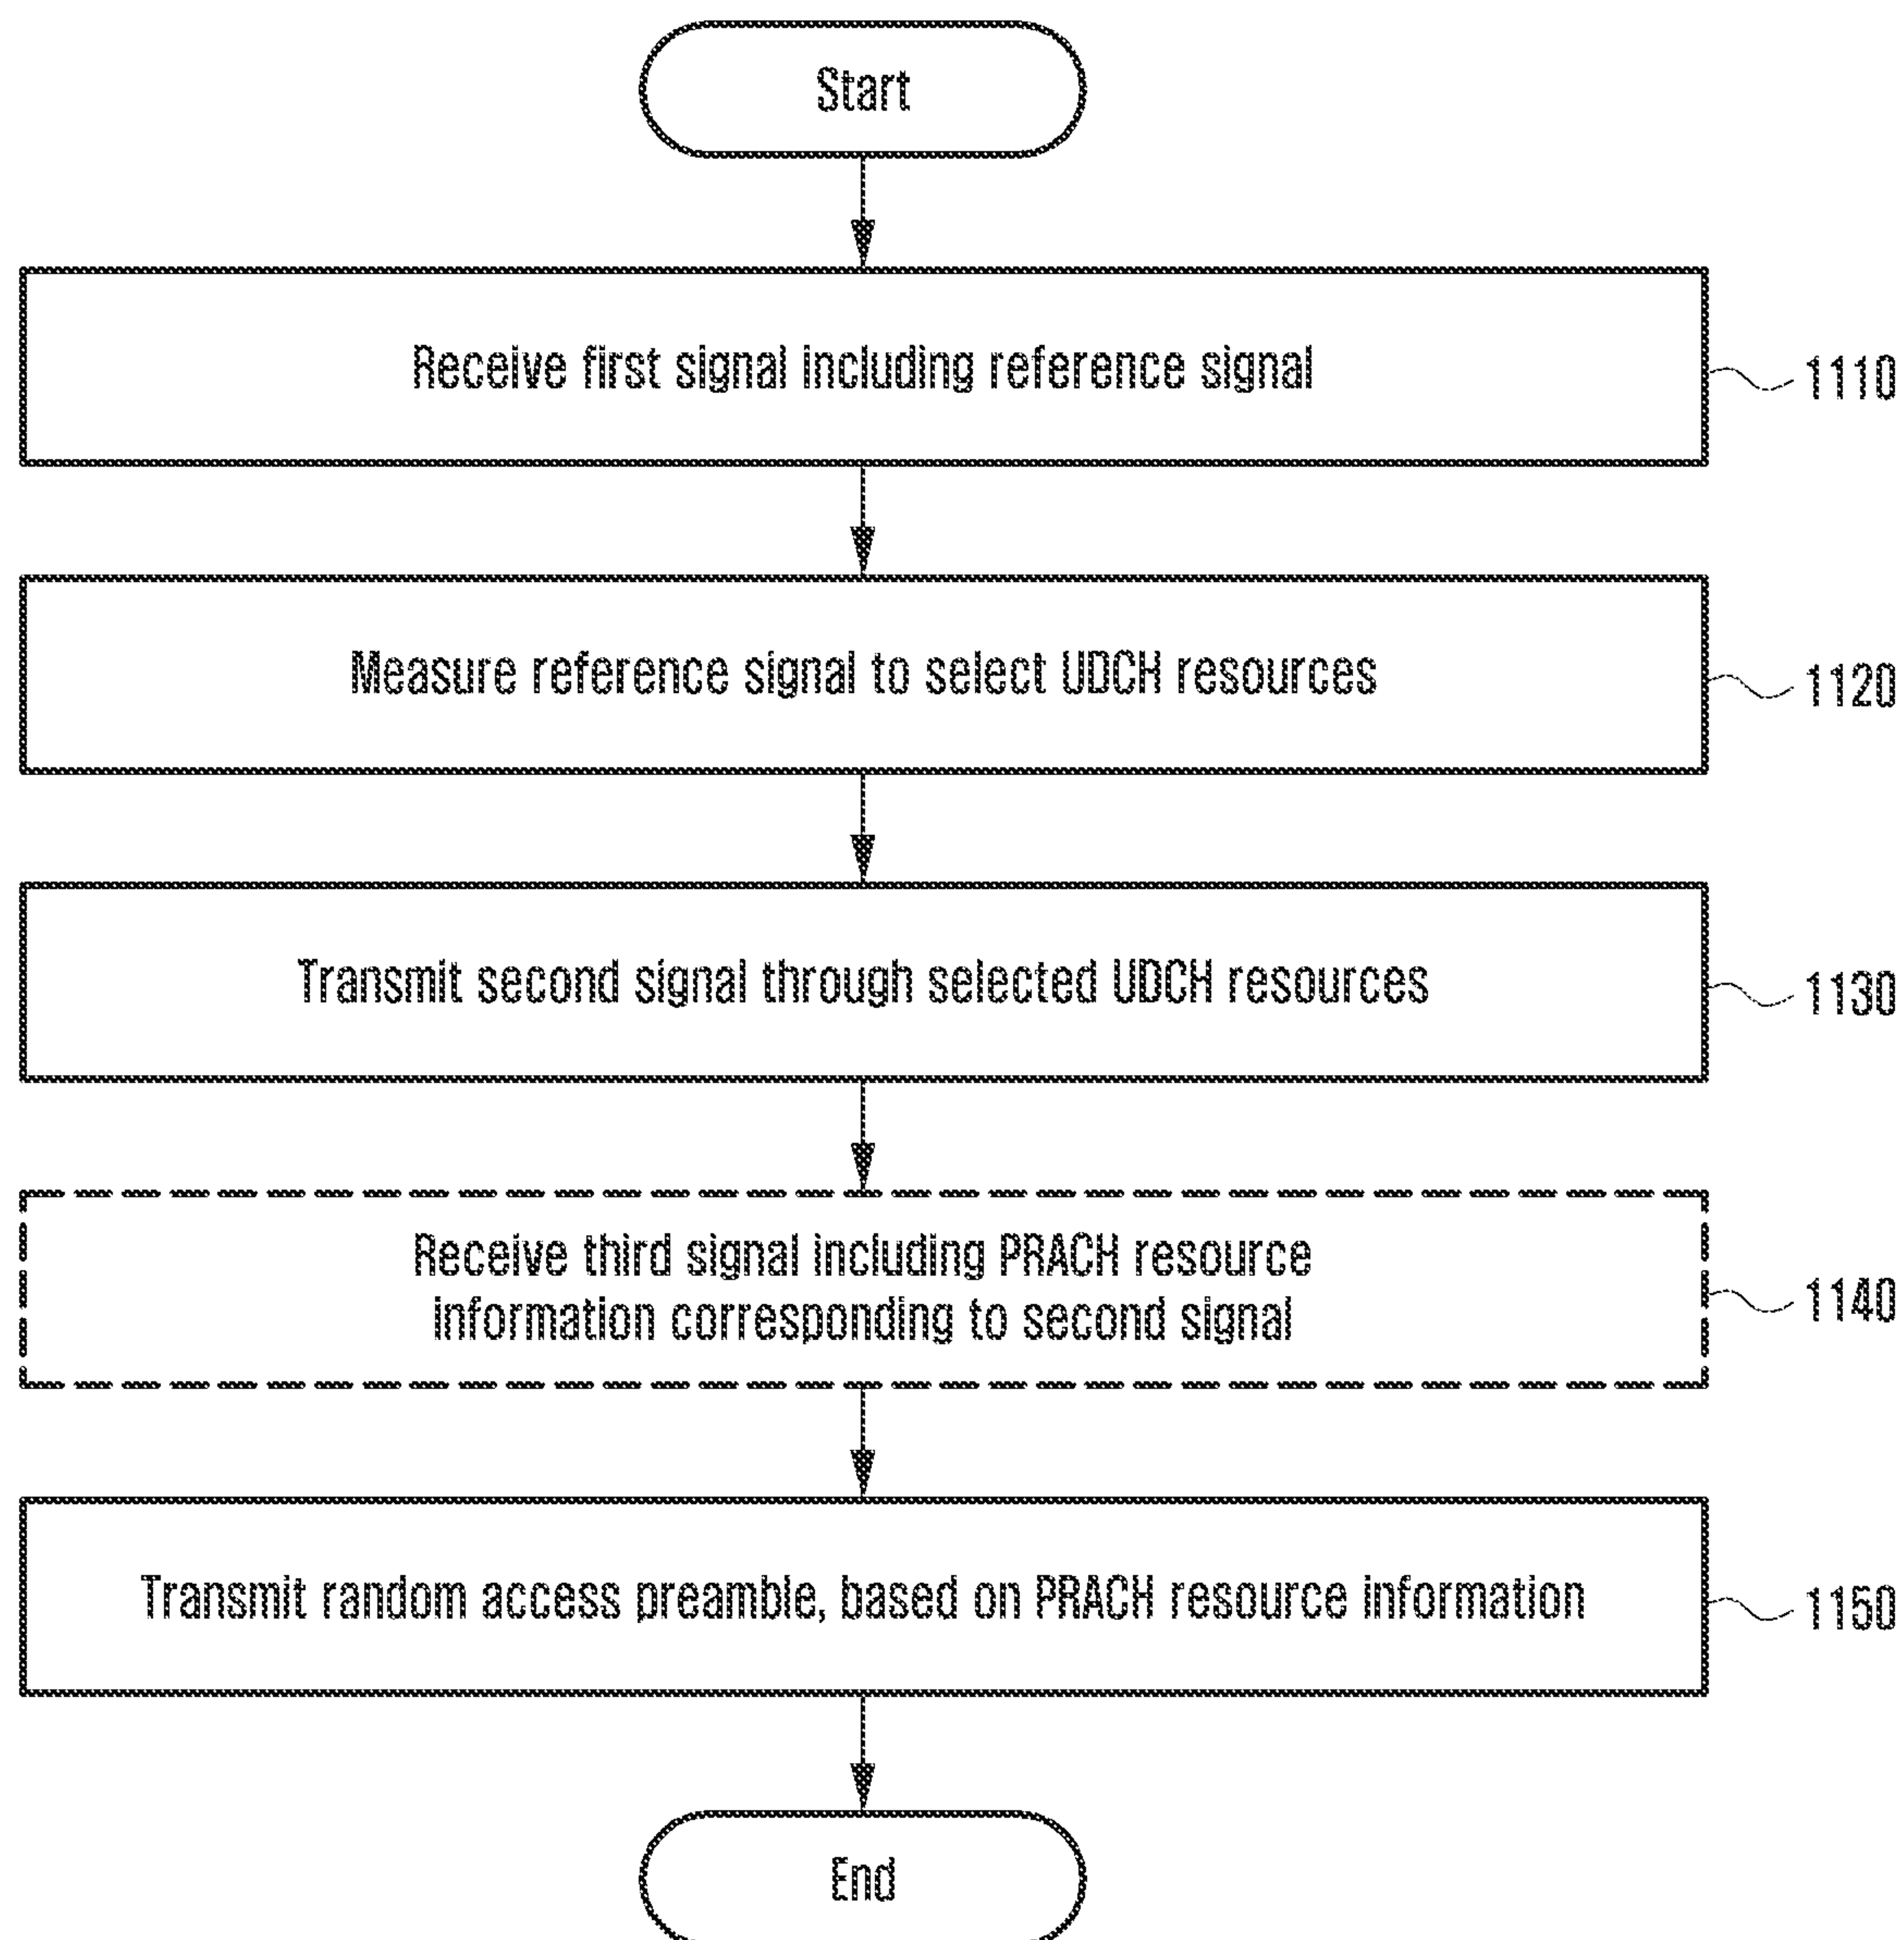 Start
Receive first signal including reference signal
1110
Measure reference signal to select UDCH resources
1120
Transmit second signal through selected UDCH resources
1130
Receive third signal including PRACH resource
information corresponding to second signal
1140
Transmit random access preamble, based on PRACH resource information
1150
End